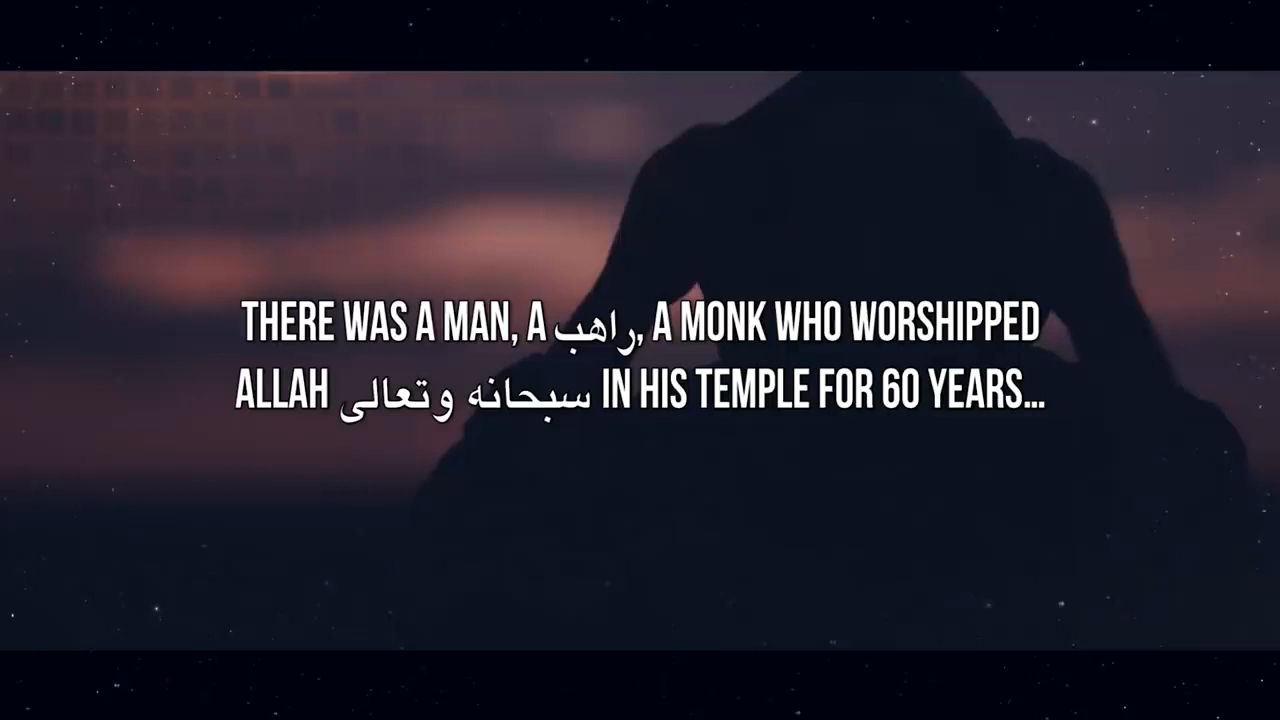 THERE WAS A MAN, A راهب, A MONK WHO WORSHIPPED
ALLAH سبحانه وتعالى IN HIS TEMPLE FOR 60 YEARS...